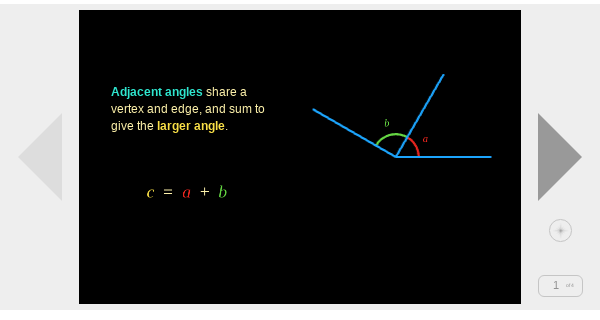 Adjacent angles share a
vertex and edge, and sum to
give the larger angle.
b
a
c = a + b
1